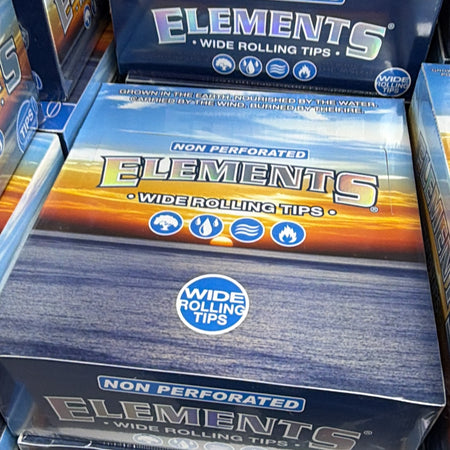 ELEMENTS®
• WIDE ROLLING TIPS •
WIDE
ROLLING
TIPS
TS
TIPS
GROWN IN THE EARTH, NOURISHED BY THE WATER,
CARRIED BY THE WIND, BURNED BY THE FIRE.
NON PERFORATED
ELEMENTS®
• WIDE ROLLING TIPS •
WIDE
ROLLING
TIPS
NON PERFORATED
ELEMENTS®
• WIDE ROLLING TIPS •